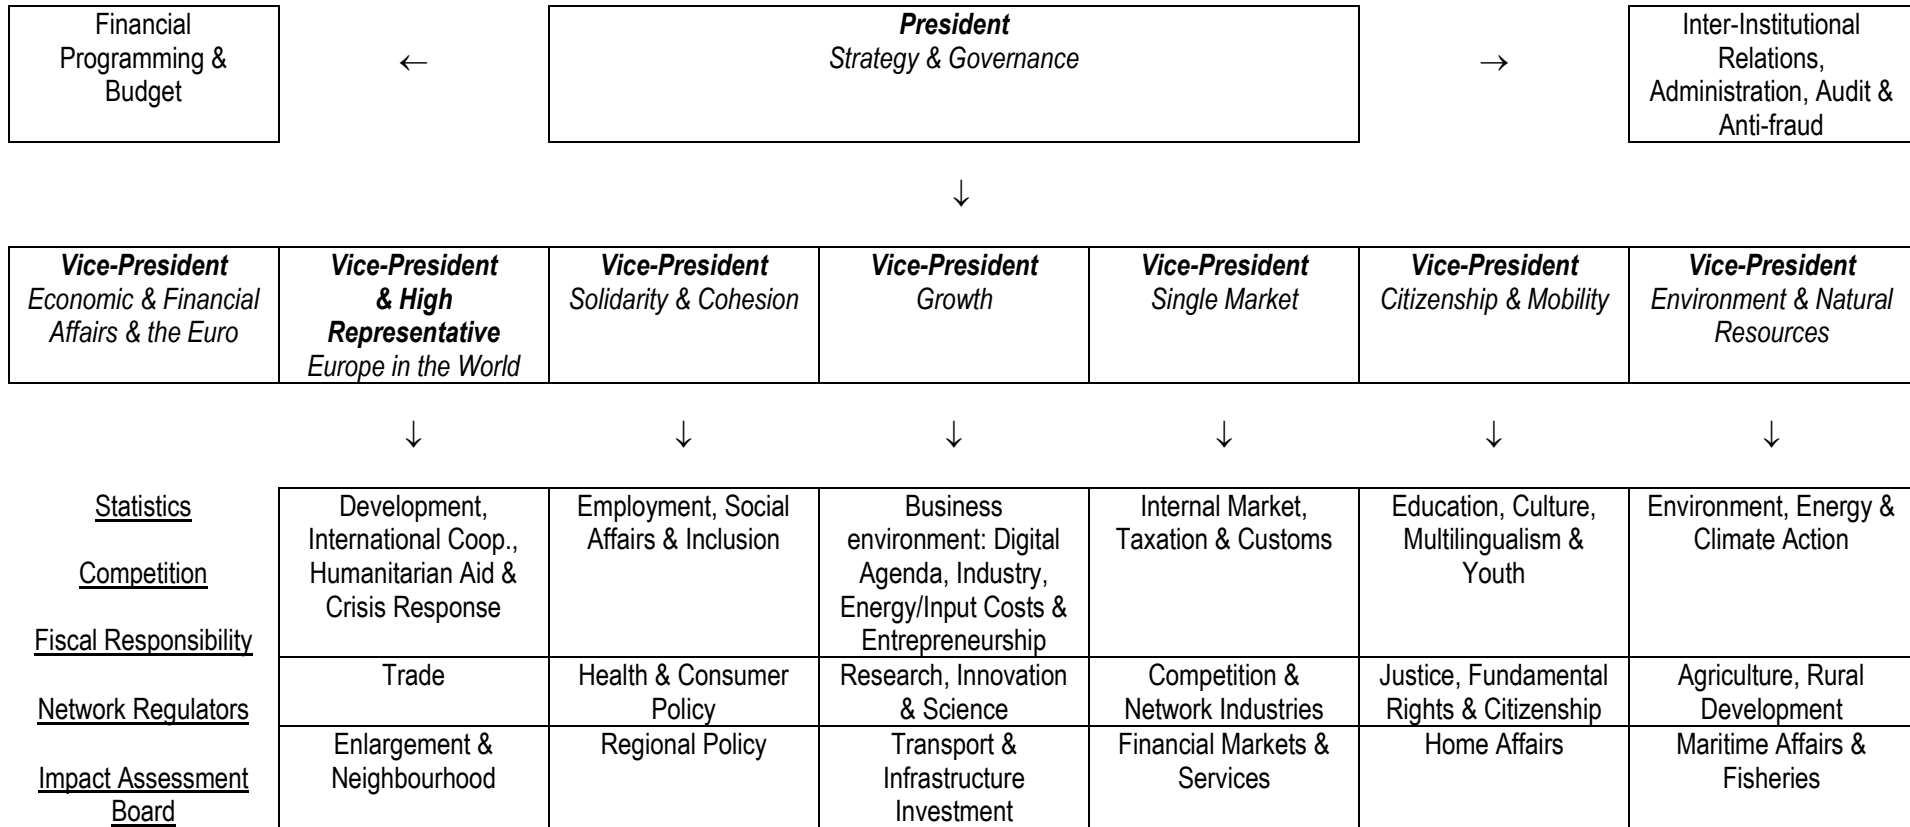 Financial
Programming &
Budget
←
President
Strategy & Governance
→
Inter-Institutional
Relations,
Administration, Audit &
Anti-fraud
↓
Vice-President
Economic & Financial
Affairs & the Euro
Vice-President
& High
Representative
Europe in the World
Vice-President
Solidarity & Cohesion
Vice-President
Growth
Vice-President
Single Market
Vice-President
Citizenship & Mobility
Vice-President
Environment & Natural
Resources
↓
↓
↓
↓
↓
↓
Statistics
Competition
Fiscal Responsibility
Network Regulators
Impact Assessment
Board
Development,
International Coop.,
Humanitarian Aid &
Crisis Response
Employment, Social
Affairs & Inclusion
Business
environment: Digital
Agenda, Industry,
Energy/Input Costs &
Entrepreneurship
Internal Market,
Taxation & Customs
Education, Culture,
Multilingualism &
Youth
Environment, Energy &
Climate Action
Trade
Health & Consumer
Policy
Research, Innovation
& Science
Competition &
Network Industries
Justice, Fundamental
Rights & Citizenship
Agriculture, Rural
Development
Enlargement &
Neighbourhood
Regional Policy
Transport &
Infrastructure
Investment
Financial Markets &
Services
Home Affairs
Maritime Affairs &
Fisheries